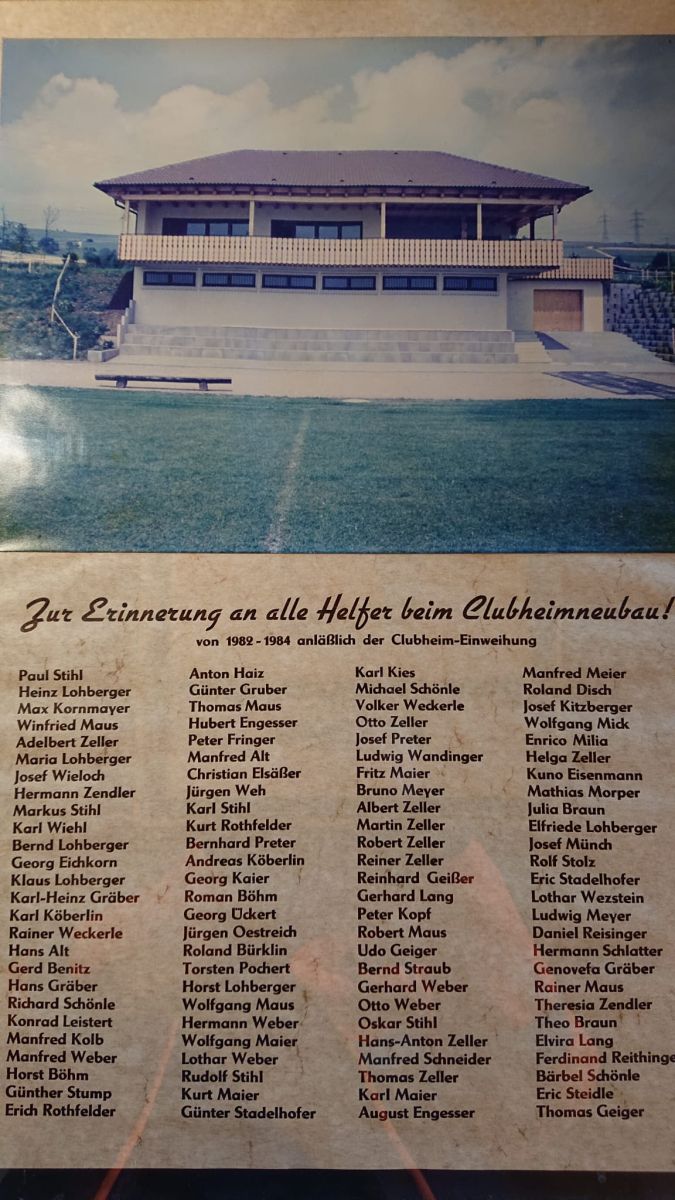 Zur Erinnerung an alle Helfer beim Clubheimneubau!
von 1982 - 1984 anläßlich der Clubheim-Einweihung
Paul Stihl
Heinz Lohberger
Max Kornmayer
Winfried Maus
Adelbert Zeller
Maria Lohberger
Josef Wieloch
Hermann Zendler
Markus Stihl
Karl Wiehl
Bernd Lohberger
Georg Eichkorn
Klaus Lohberger
Karl-Heinz Gräber
Karl Köberlin
Rainer Weckerle
Hans Alt
Gerd Benitz
Hans Gräber
Richard Schönle
Konrad Leistert
Manfred Kolb
Manfred Weber
Horst Böhm
Günther Stump
Erich Rothfelder
Anton Haiz
Günter Gruber
Thomas Maus
Hubert Engesser
Peter Fringer
Manfred Alt
Christian Elsäßer
Jürgen Weh
Karl Stihl
Kurt Rothfelder
Bernhard Preter
Andreas Köberlin
Georg Kaier
Roman Böhm
Georg Ückert
Jürgen Oestreich
Roland Bürklin
Torsten Pochert
Horst Lohberger
Wolfgang Maus
Hermann Weber
Wolfgang Maier
Lothar Weber
Rudolf Stihl
Kurt Maier
Günter Stadelhofer
Karl Kies
Michael Schönle
Volker Weckerle
Otto Zeller
Josef Preter
Ludwig Wandinger
Fritz Maier
Bruno Meyer
Albert Zeller
Martin Zeller
Robert Zeller
Reiner Zeller
Reinhard Geißer
Gerhard Lang
Peter Kopf
Robert Maus
Udo Geiger
Bernd Straub
Gerhard Weber
Otto Weber
Oskar Stihl
Hans-Anton Zeller
Manfred Schneider
Thomas Zeller
Karl Maier
August Engesser
Manfred Meier
Roland Disch
Josef Kitzberger
Wolfgang Mick
Enrico Milia
Helga Zeller
Kuno Eisenmann
Mathias Morper
Julia Braun
Elfriede Lohberger
Josef Münch
Rolf Stolz
Eric Stadelhofer
Lothar Wezstein
Ludwig Meyer
Daniel Reisinger
Hermann Schlatter
Genovefa Gräber
Rainer Maus
Theresia Zendler
Theo Braun
Elvira Lang
Ferdinand Reithinge
Bärbel Schönle
Eric Steidle
Thomas Geiger